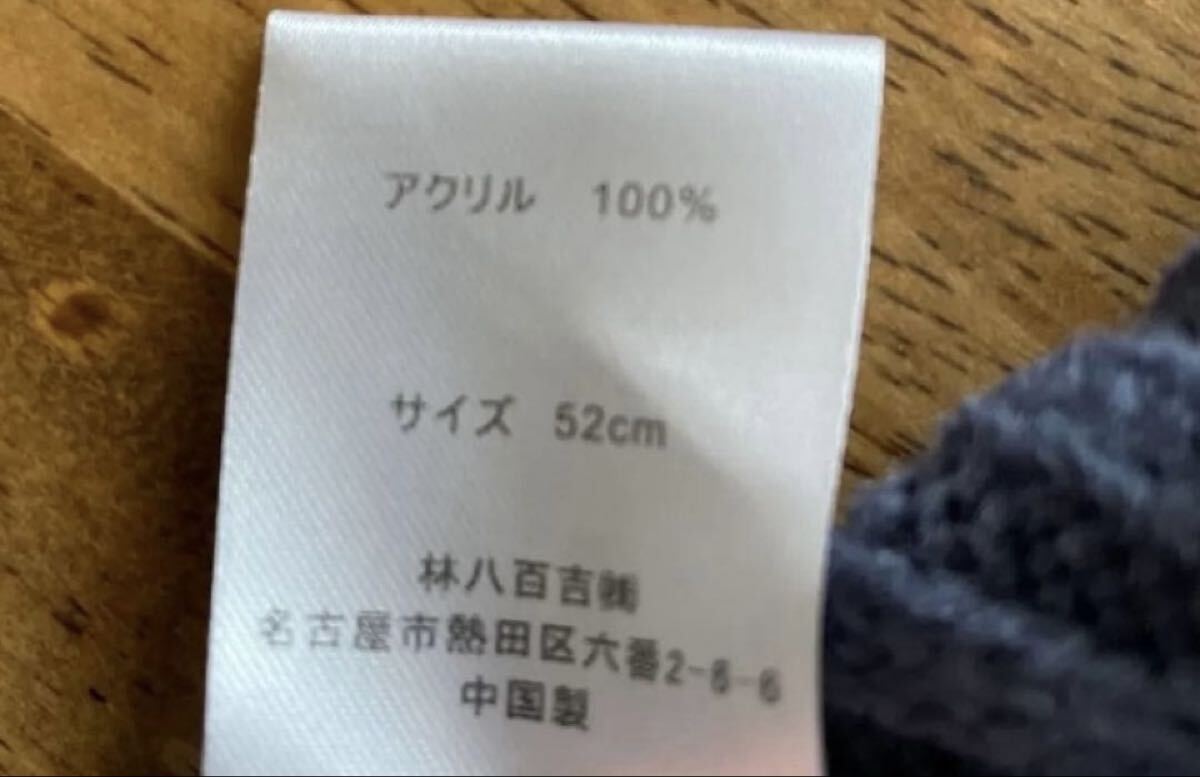 アクリル　100%
サイズ 52cm
林八百吉㈱
名古屋市熱田区六番2-6-6
中国製